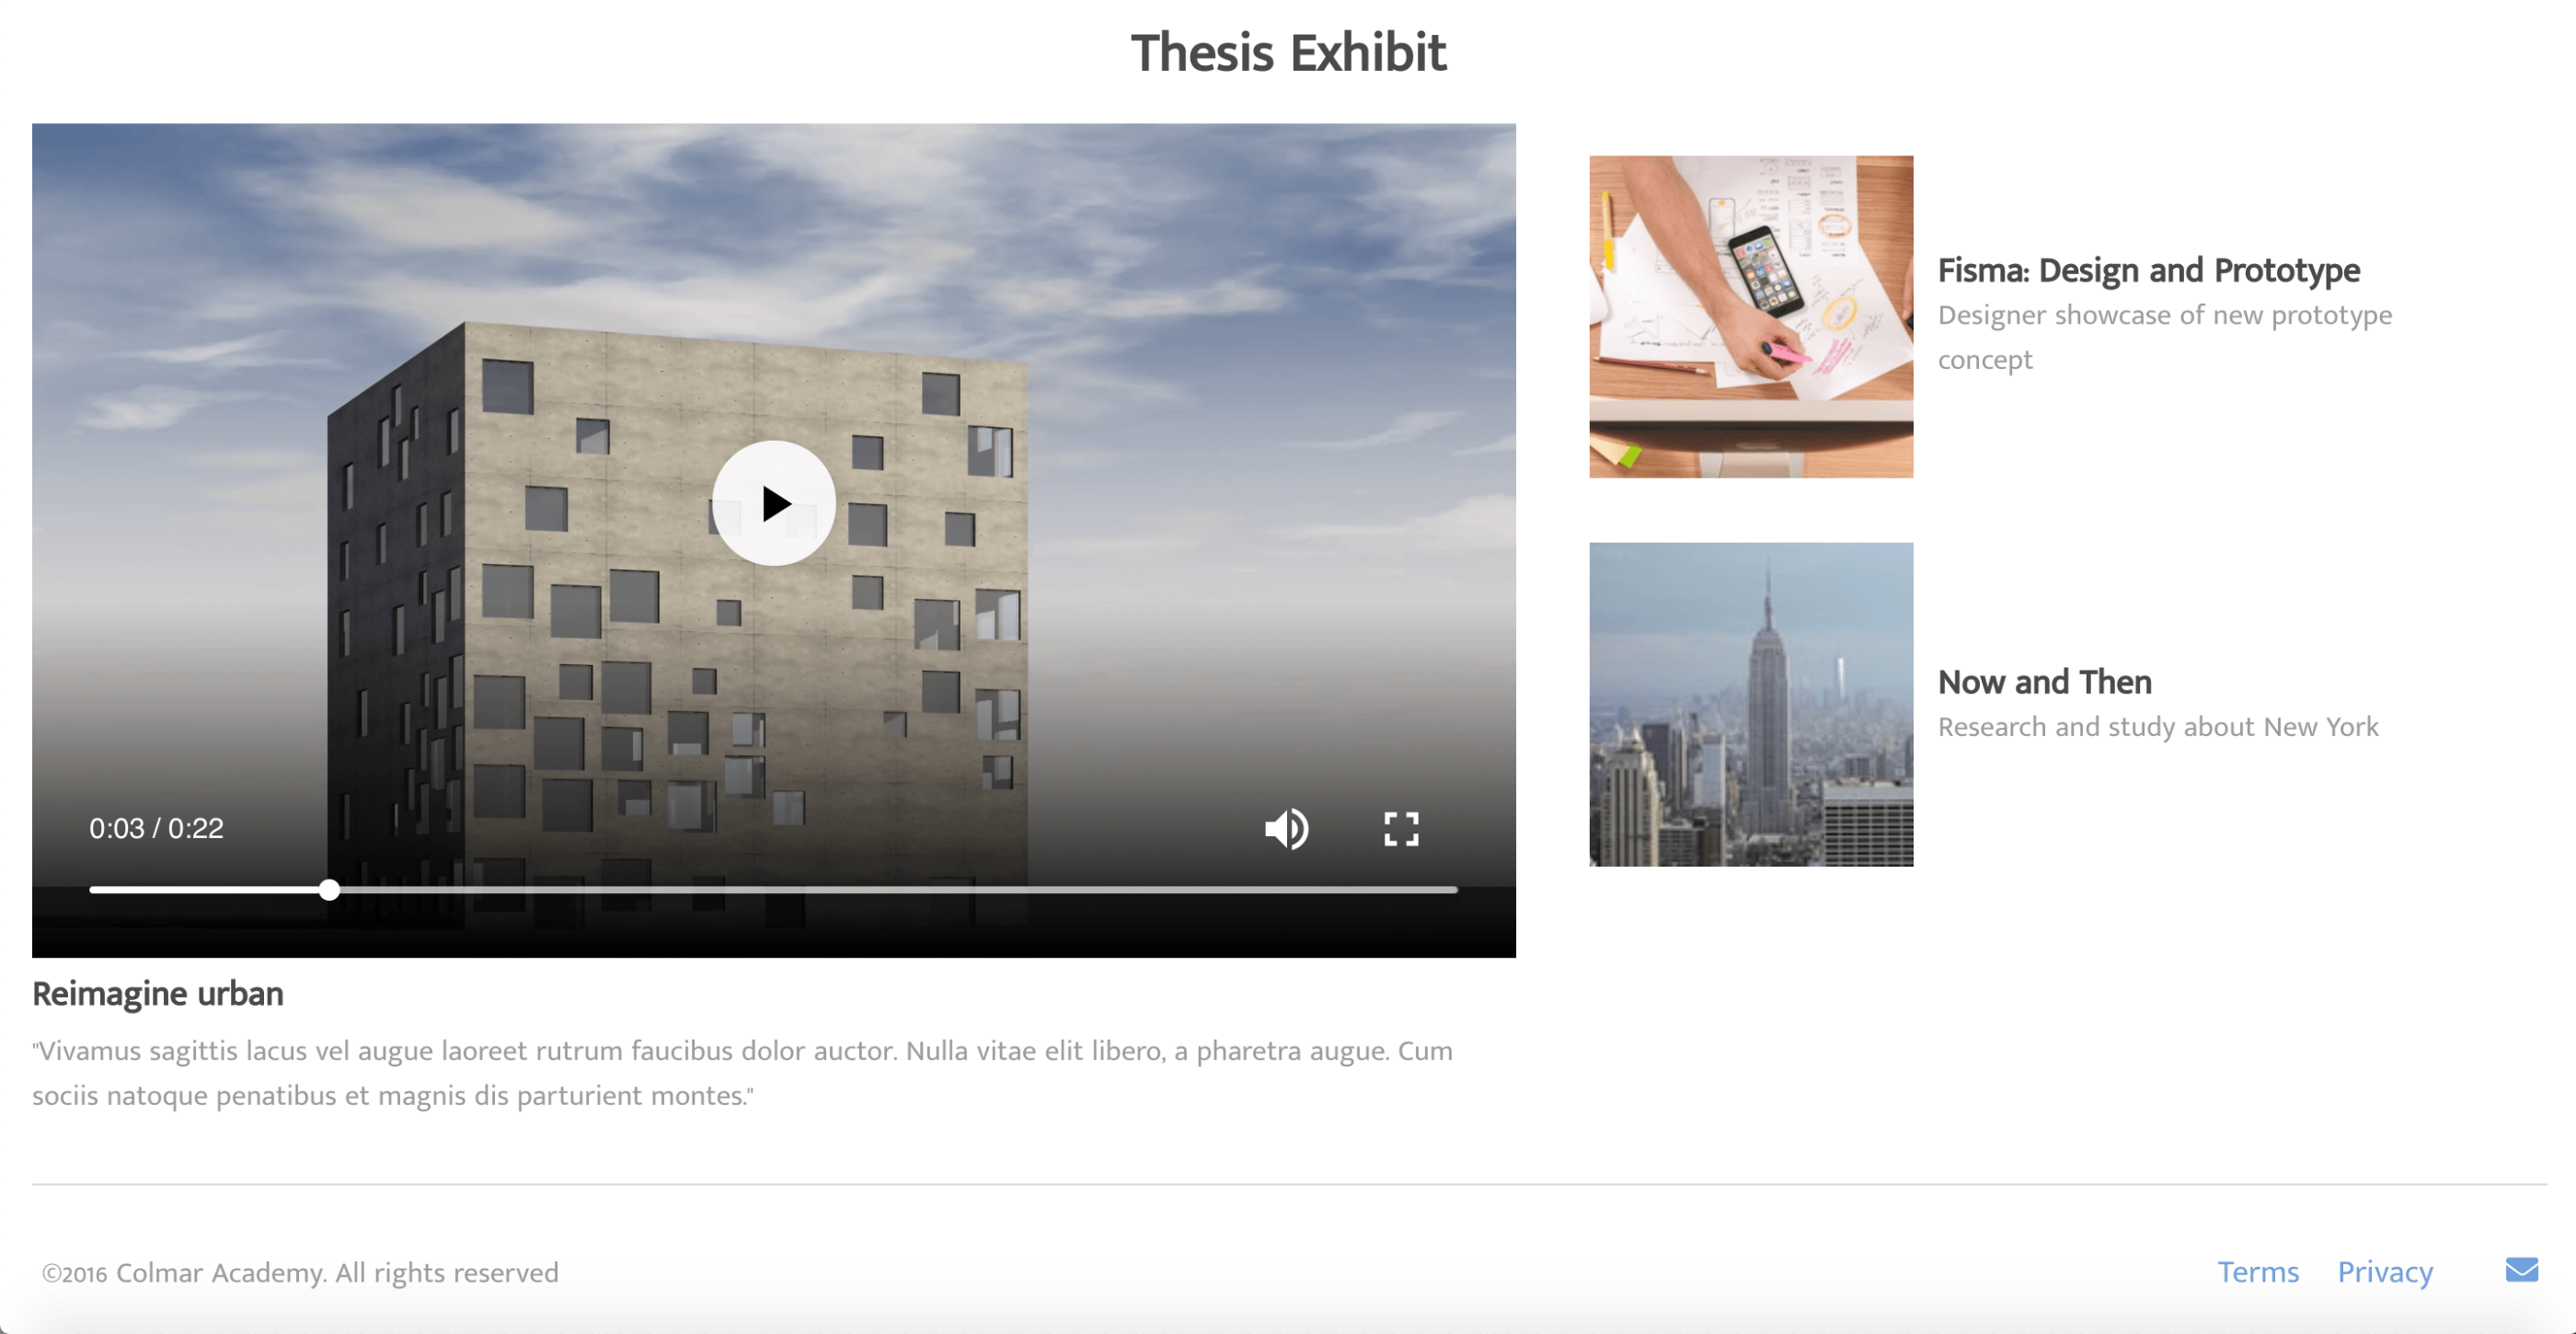 Thesis Exhibit
Fisma: Design and Prototype
Designer showcase of new prototype
concept
Now and Then
Research and study about New York
0:03 / 0:22
Reimagine urban
"Vivamus sagittis lacus vel augue laoreet rutrum faucibus dolor auctor. Nulla vitae elit libero, a pharetra augue. Cum
sociis natoque penatibus et magnis dis parturient montes."
©2016 Colmar Academy. All rights reserved
Terms Privacy